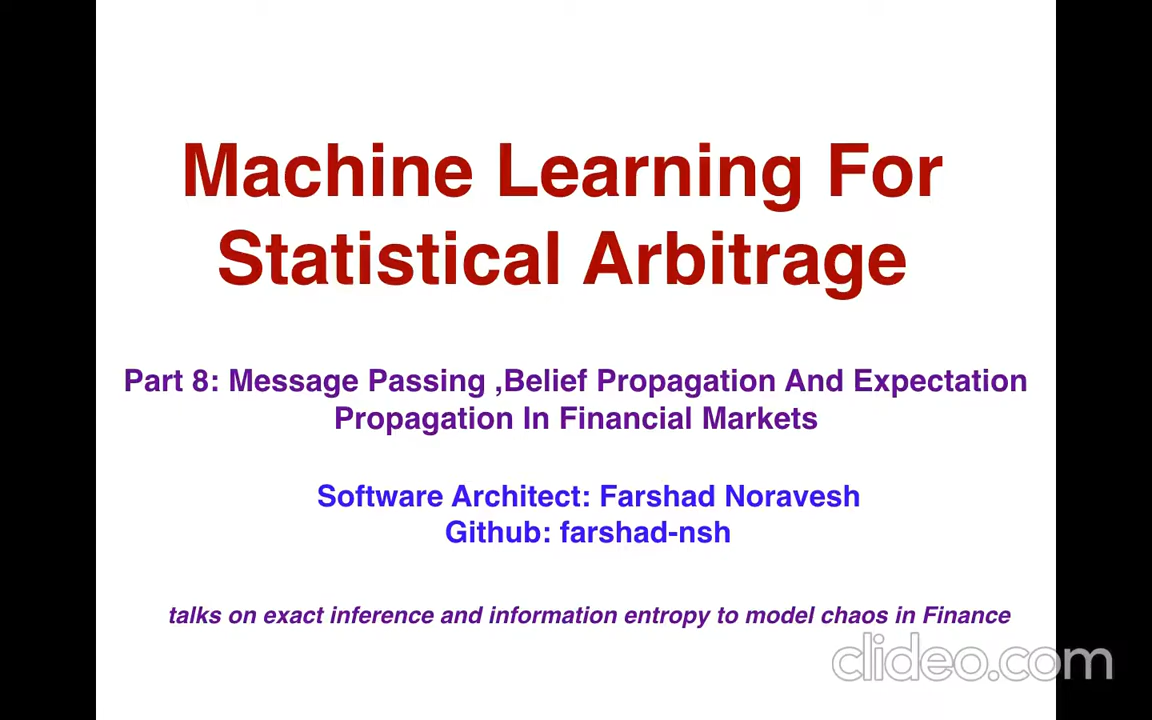 Machine Learning For
Statistical Arbitrage
Part 8: Message Passing ,Belief Propagation And Expectation
Propagation In Financial Markets
Software Architect: Farshad Noravesh
Github: farshad-nsh
talks on exact inference and information entropy to model chaos in Finance
clideo.com